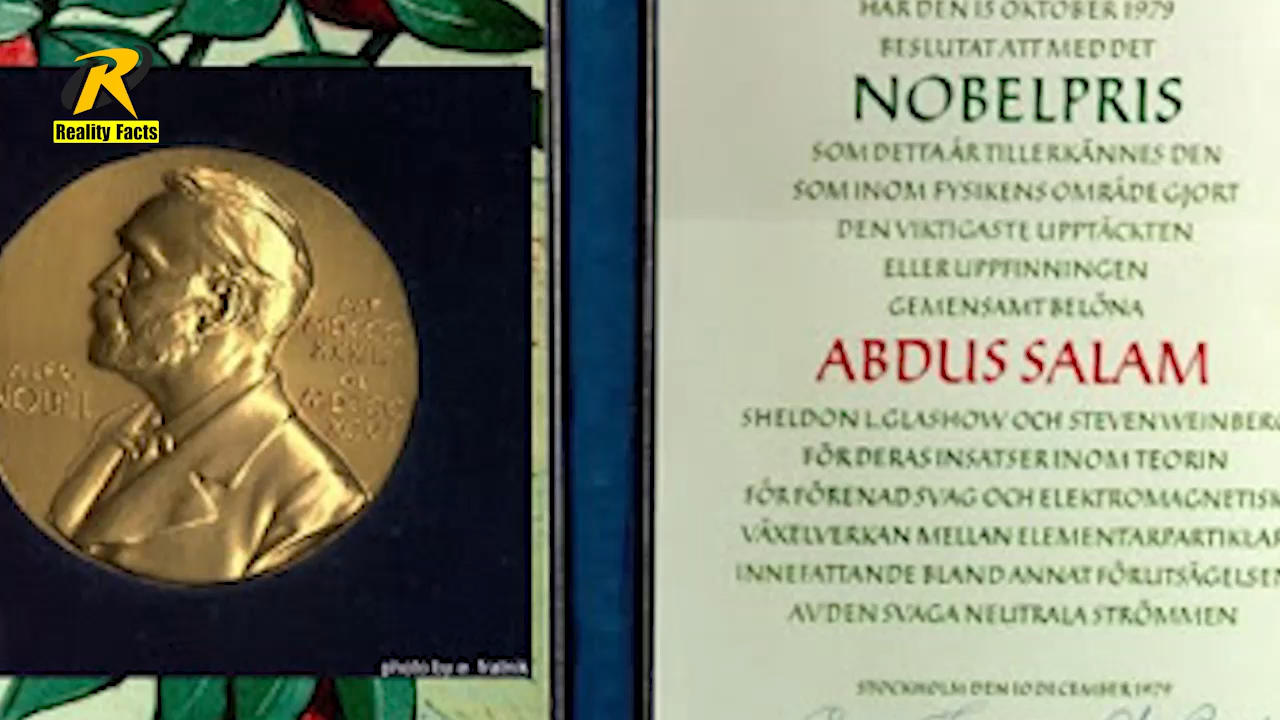 R
Reality Facts
NOBEL
photo by
HAR DEN 15 OKTOBER 1979
BESLUTAT ATT MED DET
NOBELPRIS
SOM DETTA ÅR TILLERKÄNNES DEN
SOM INOM FYSIKENS OMRÅDE GJORT
DEN VIKTIGASTE UPPTÄCKTEN
ELLER UPPFINNINGEN
GEMENSAMT BELÖNA
ABDUS SALAM
SHELDON L.GLASHOW OCH STEVEN WEINBERG
FÖR DERAS INSATSER INOM TEORIN
FÖR FÖRENAD SVAG OCH ELEKTROMAGNETISK
VÄXELVERKAN MELLAN ELEMENTARPARTIKLAR
INNEFATTANDE BLAND ANNAT FÖRUTSÄGELSEN
AV DEN SVAGA NEUTRALA STRÖMMEN
STOCKHOLM DEN 10 DECEMBER 1979